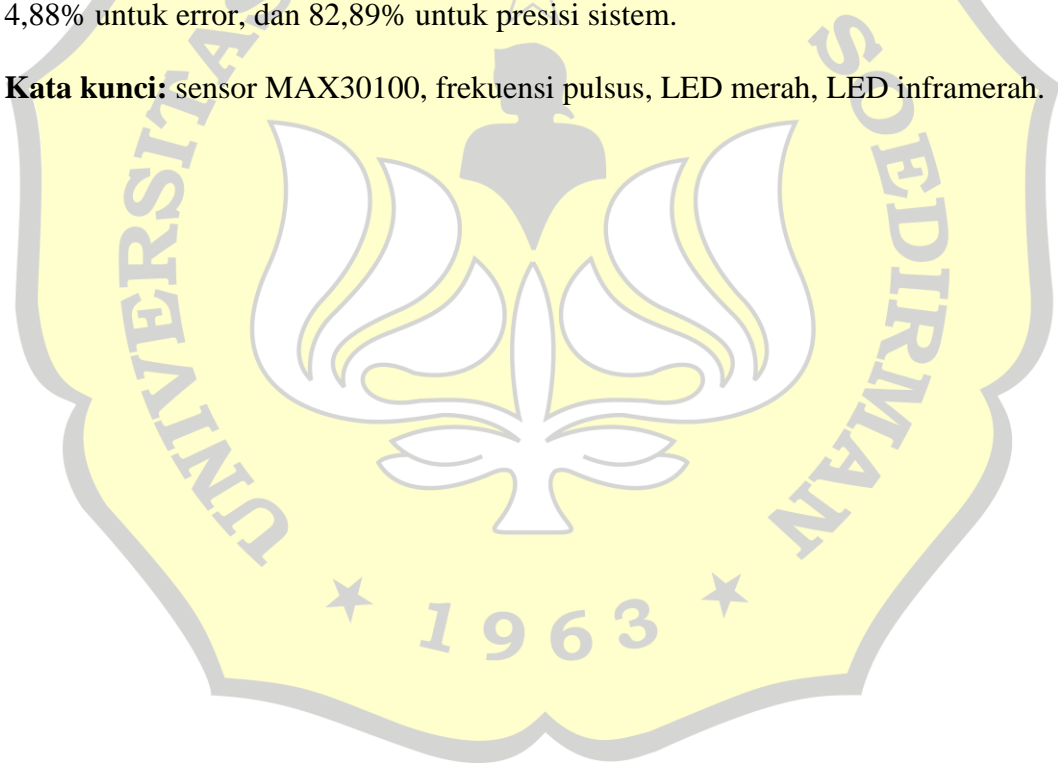 4,88% untuk error, dan 82,89% untuk presisi sistem.
Kata kunci: sensor MAX30100, frekuensi pulsus, LED merah, LED inframerah.
UNIVERSITAS
SOEDIRMAN
1963